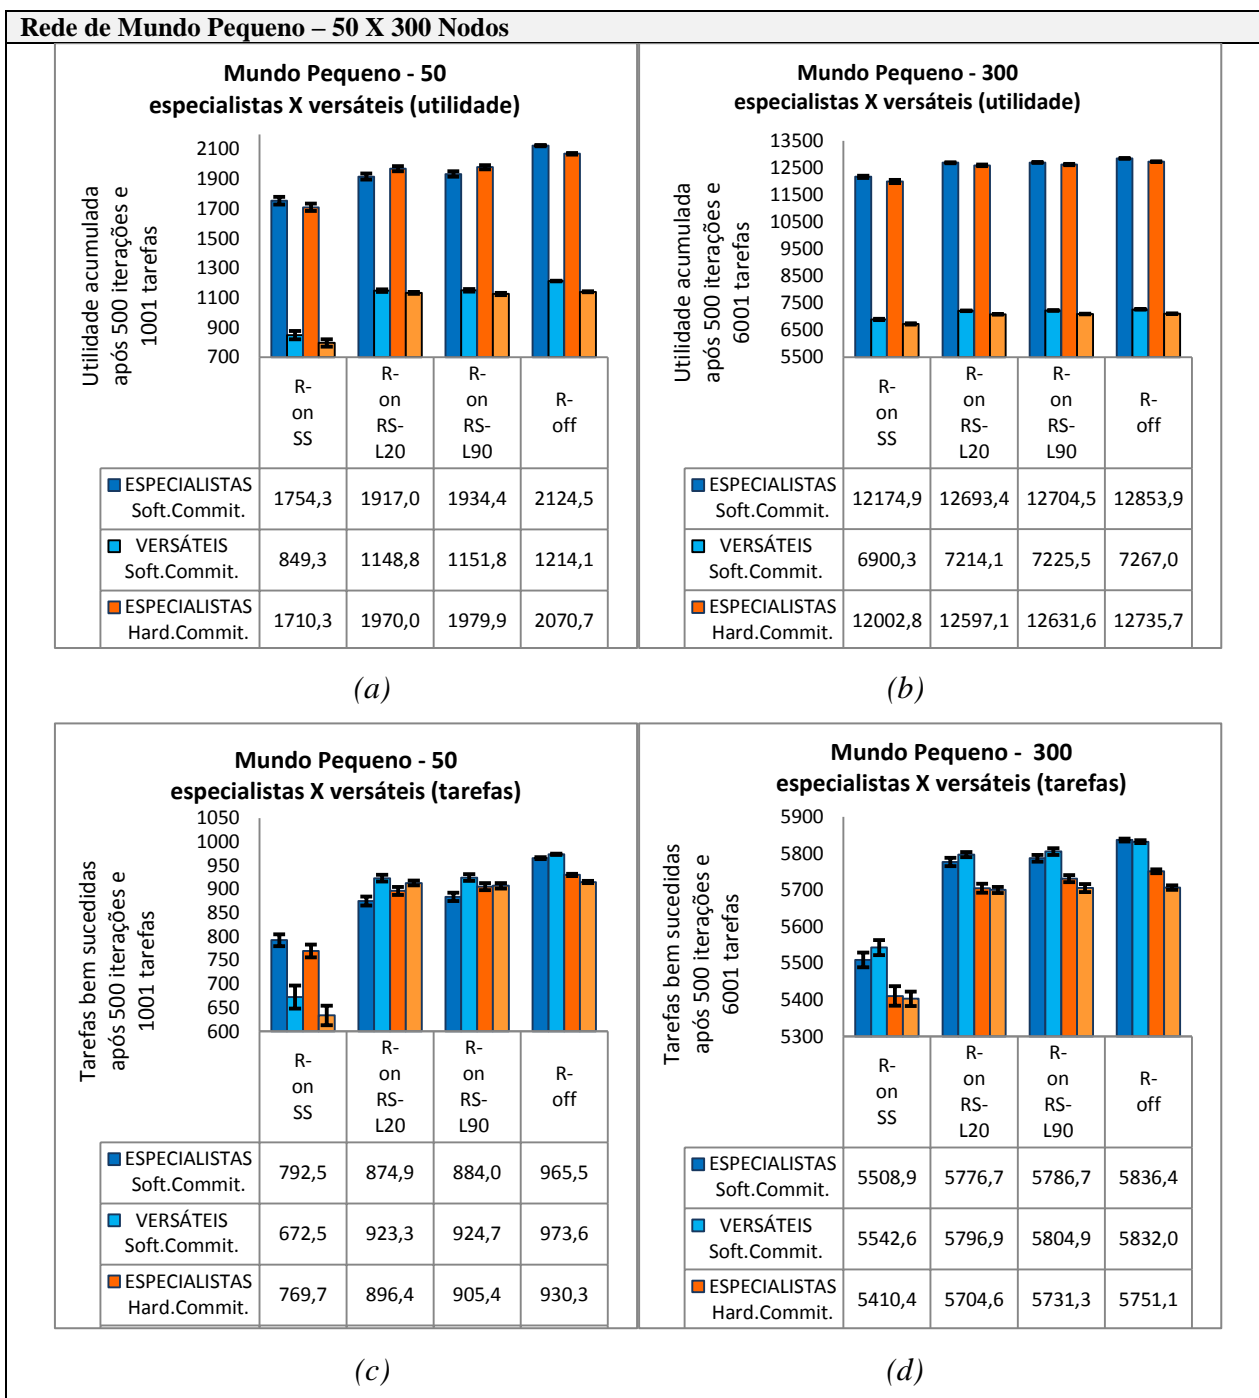 Rede de Mundo Pequeno – 50 X 300 Nodos
Mundo Pequeno - 50
especialistas X versáteis (utilidade)
Utilidade acumulada
após 500 iterações e
1001 tarefas
2100
1900
1700
1500
1300
1100
900
700
R-
on
SS
R-
on
RS-
L20
R-
on
RS-
L90
R-
off
ESPECIALISTAS
Soft.Commit.
1754,3 1917,0 1934,4 2124,5
VERSÁTEIS
Soft.Commit.
849,3 1148,8 1151,8 1214,1
ESPECIALISTAS
Hard.Commit.
1710,3 1970,0 1979,9 2070,7
(a)
Mundo Pequeno - 300
especialistas X versáteis (utilidade)
Utilidade acumulada
após 500 iterações e
6001 tarefas
13500
12500
11500
10500
9500
8500
7500
6500
5500
R-
on
SS
R-
on
RS-
L20
R-
on
RS-
L90
R-
off
ESPECIALISTAS
Soft.Commit.
12174,9 12693,4 12704,5 12853,9
VERSÁTEIS
Soft.Commit.
6900,3 7214,1 7225,5 7267,0
ESPECIALISTAS
Hard.Commit.
12002,8 12597,1 12631,6 12735,7
(b)
Mundo Pequeno - 50
especialistas X versáteis (tarefas)
Tarefas bem sucedidas
após 500 iterações e
1001 tarefas
1050
1000
950
900
850
800
750
700
650
600
R-
on
SS
R-
on
RS-
L20
R-
on
RS-
L90
R-
off
ESPECIALISTAS
Soft.Commit.
792,5 874,9 884,0 965,5
VERSÁTEIS
Soft.Commit.
672,5 923,3 924,7 973,6
ESPECIALISTAS
Hard.Commit.
769,7 896,4 905,4 930,3
(c)
Mundo Pequeno - 300
especialistas X versáteis (tarefas)
Tarefas bem sucedidas
após 500 iterações e
6001 tarefas
5900
5800
5700
5600
5500
5400
5300
R-
on
SS
R-
on
RS-
L20
R-
on
RS-
L90
R-
off
ESPECIALISTAS
Soft.Commit.
5508,9 5776,7 5786,7 5836,4
VERSÁTEIS
Soft.Commit.
5542,6 5796,9 5804,9 5832,0
ESPECIALISTAS
Hard.Commit.
5410,4 5704,6 5731,3 5751,1
(d)